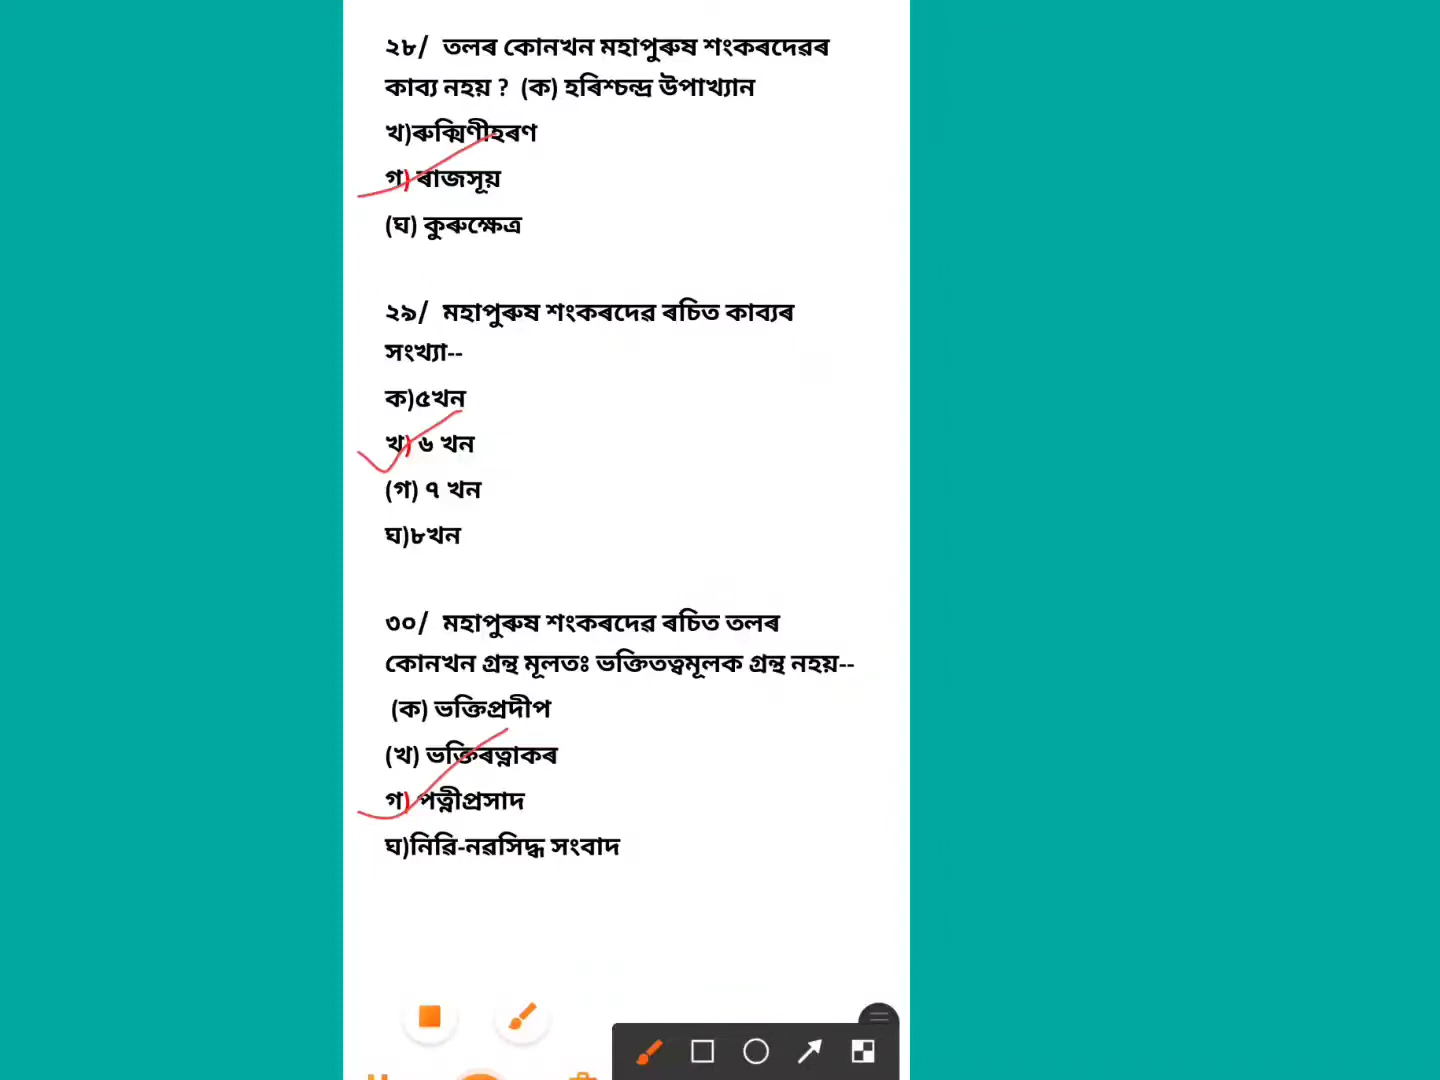 ২৮/ তলৰ কোনখন মহাপুৰুষ শংকৰদেৱৰ
কাব্য নহয় ? (ক) হৰিশ্চন্দ্ৰ উপাখ্যান
খ)ৰুক্মিণীহৰণ
গ) ৰাজসূয়
(ঘ) কুৰুক্ষেত্ৰ
২৯/ মহাপুৰুষ শংকৰদেৱ ৰচিত কাব্যৰ
সংখ্যা--
ক)৫খন
খ) ৬ খন
(গ) ৭ খন
ঘ)৮খন
৩০/ মহাপুৰুষ শংকৰদেৱ ৰচিত তলৰ
কোনখন গ্ৰন্থ মূলতঃ ভক্তিতত্বমূলক গ্ৰন্থ নহয়--
(ক) ভক্তিপ্ৰদীপ
(খ) ভক্তিৰত্নাকৰ
গ) পত্নীপ্ৰসাদ
ঘ)নিৱি-নৱসিদ্ধ সংবাদ